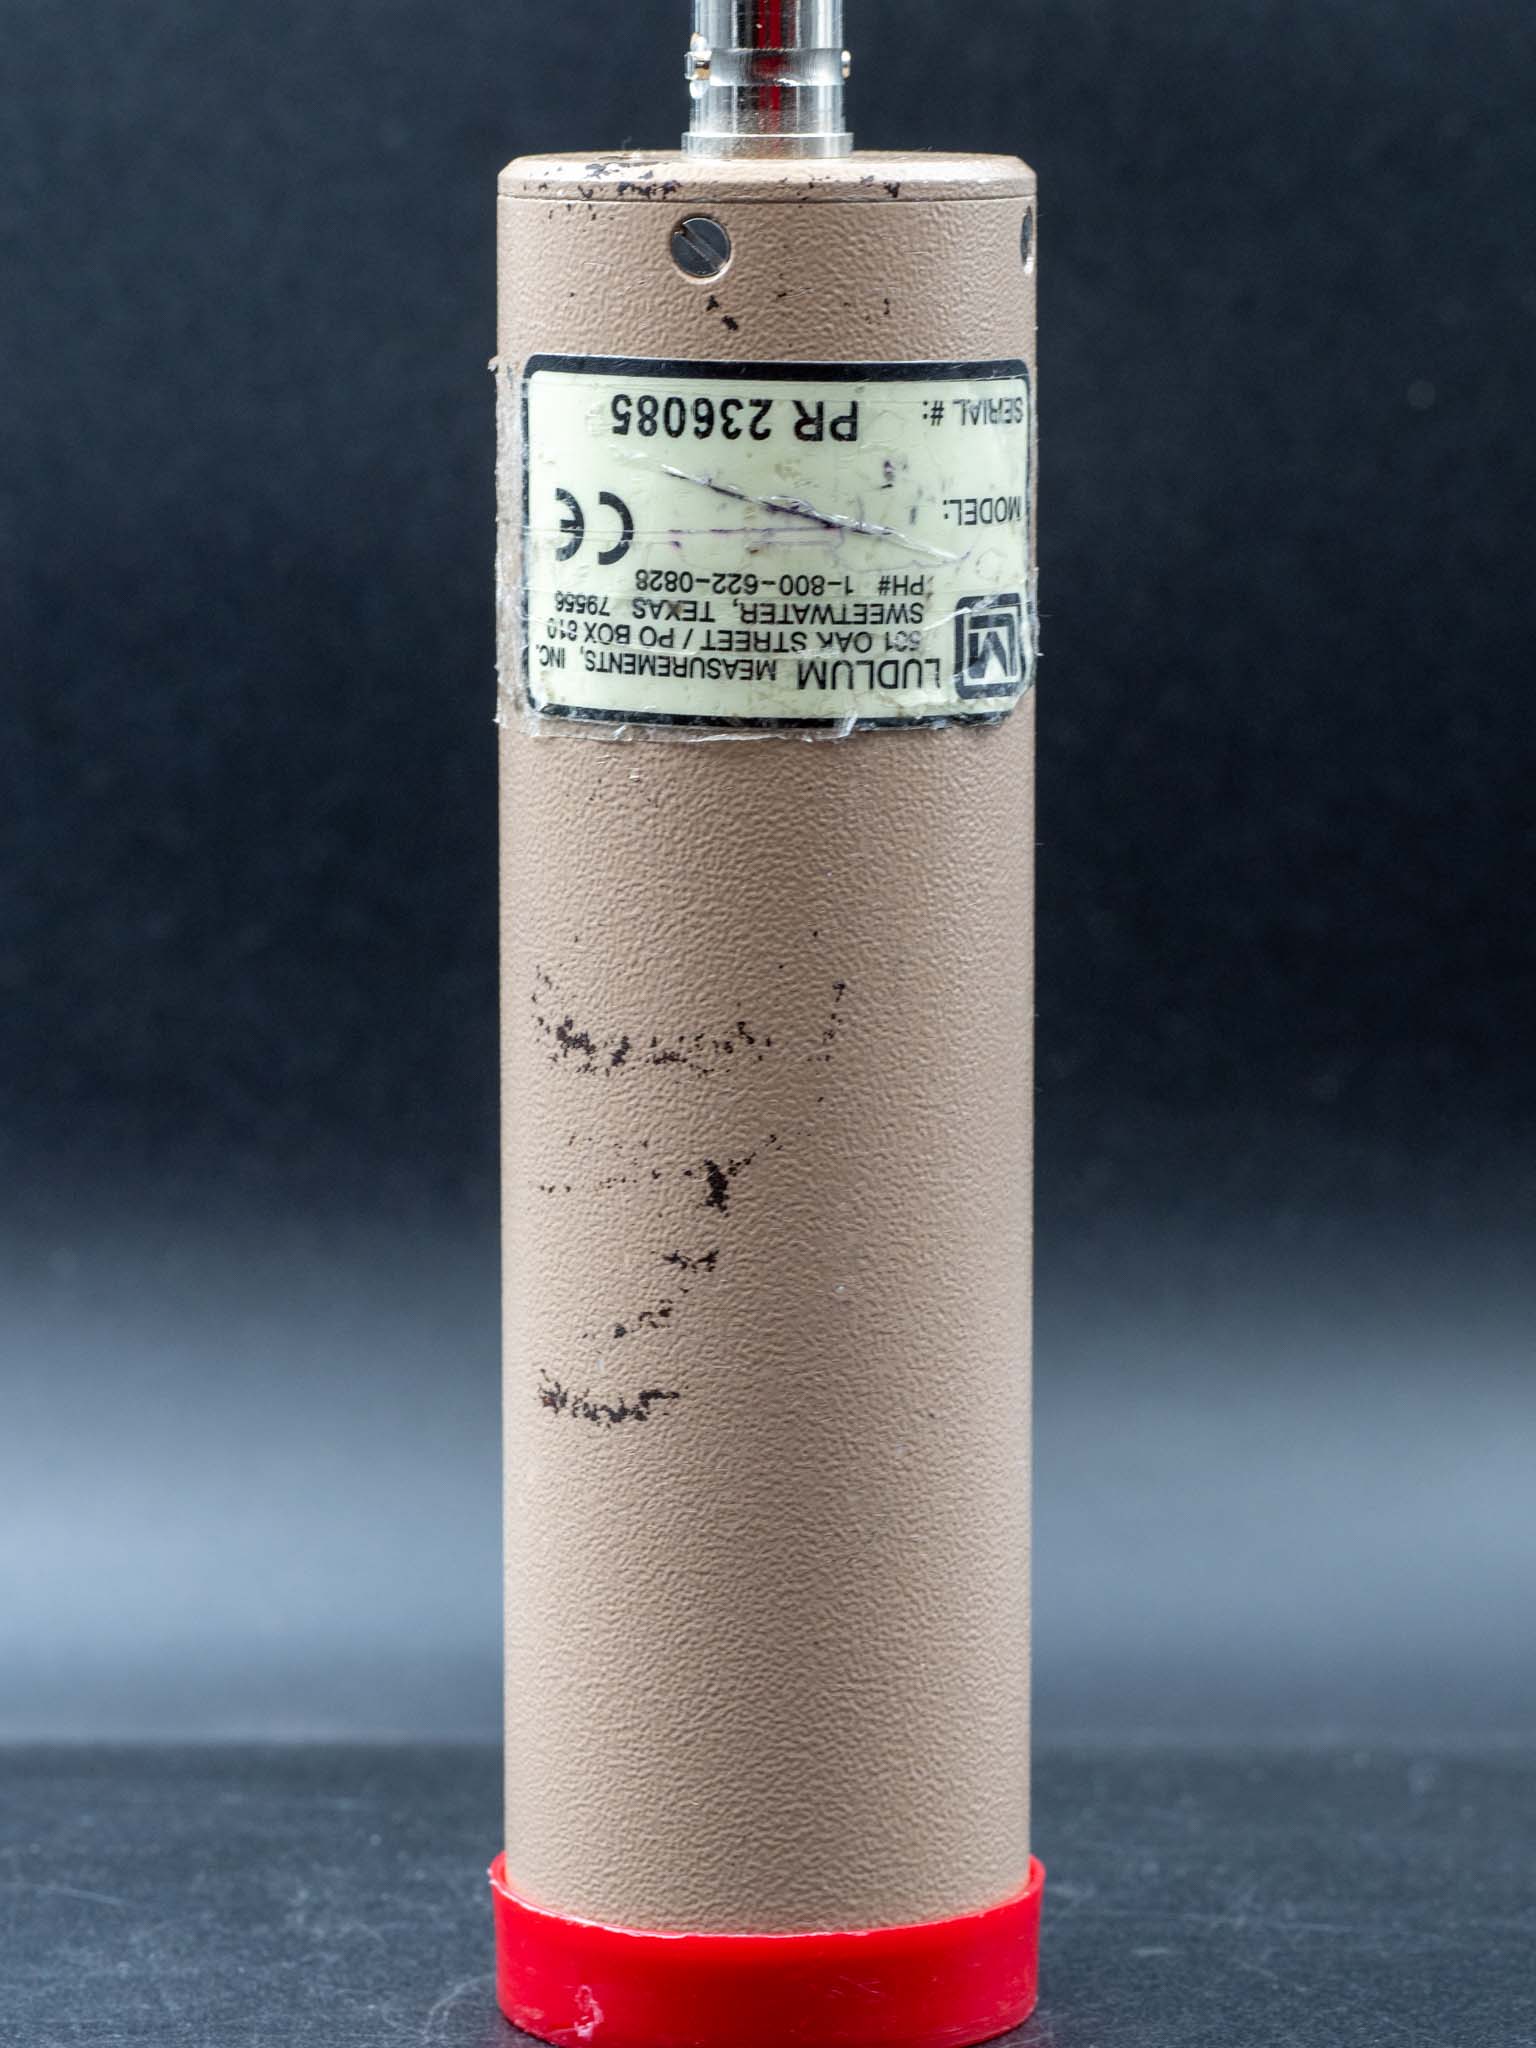 LUDLUM MEASUREMENTS, INC.
501 OAK STREET / PO BOX 810
SWEETWATER, TEXAS 79556
PH# 1-800-622-0828
MODEL:
CE
SERIAL #: PR 236085